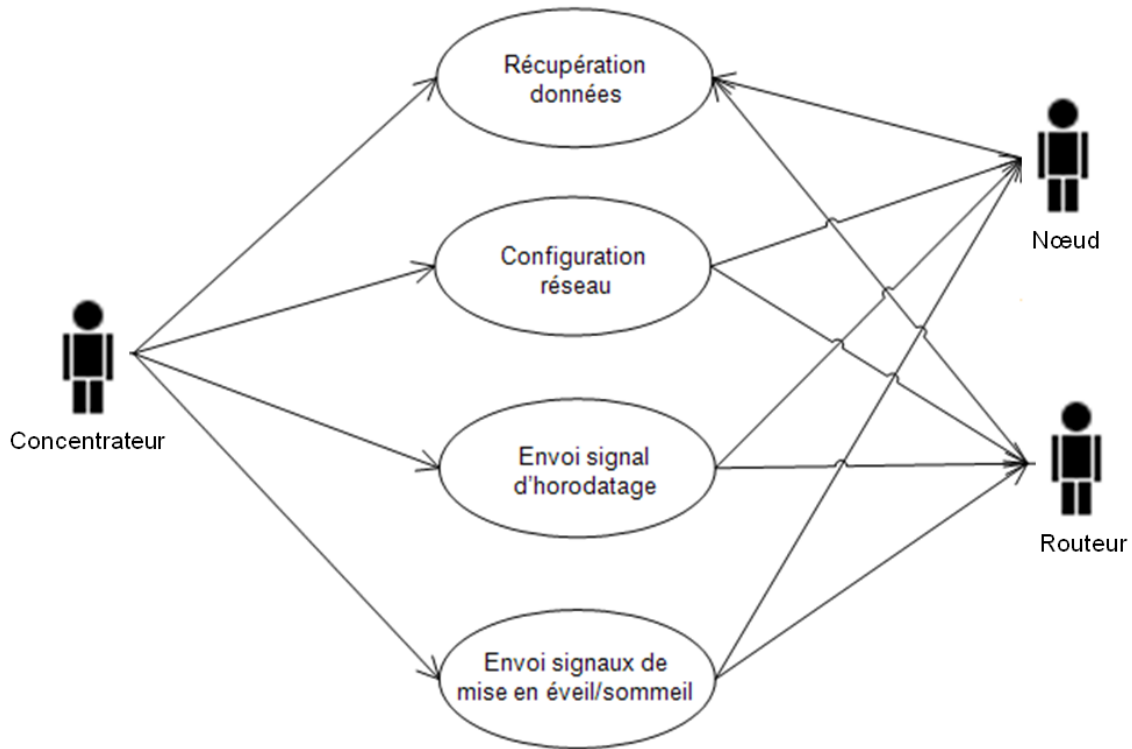 Récupération
données
Nœud
Configuration
réseau
Concentrateur
Envoi signal
d'horodatage
Routeur
Envoi signaux de
mise en éveil/sommeil